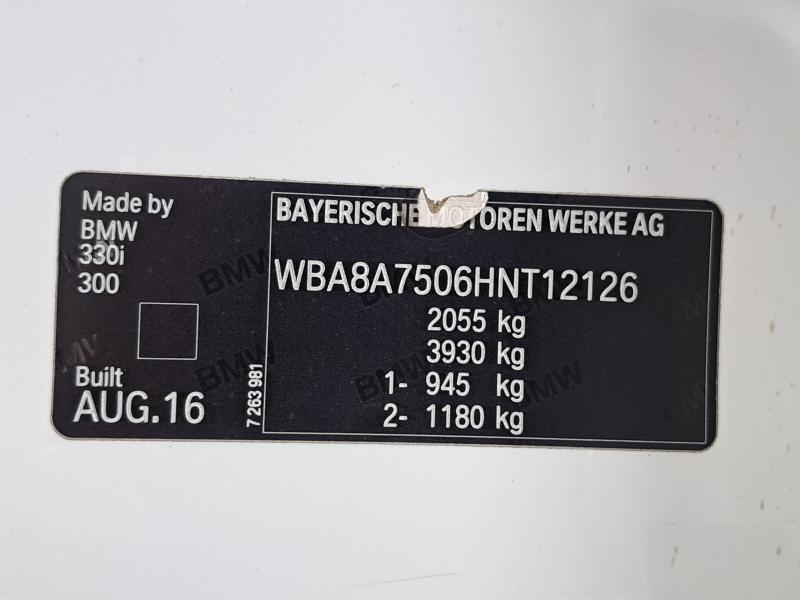 Made by
BMW
330i
300
Built
AUG.16
7 263 981
BAYERISCHE MOTOREN WERKE AG
WBA8A7506HNT12126
2055 kg
3930 kg
1- 945 kg
2- 1180 kg